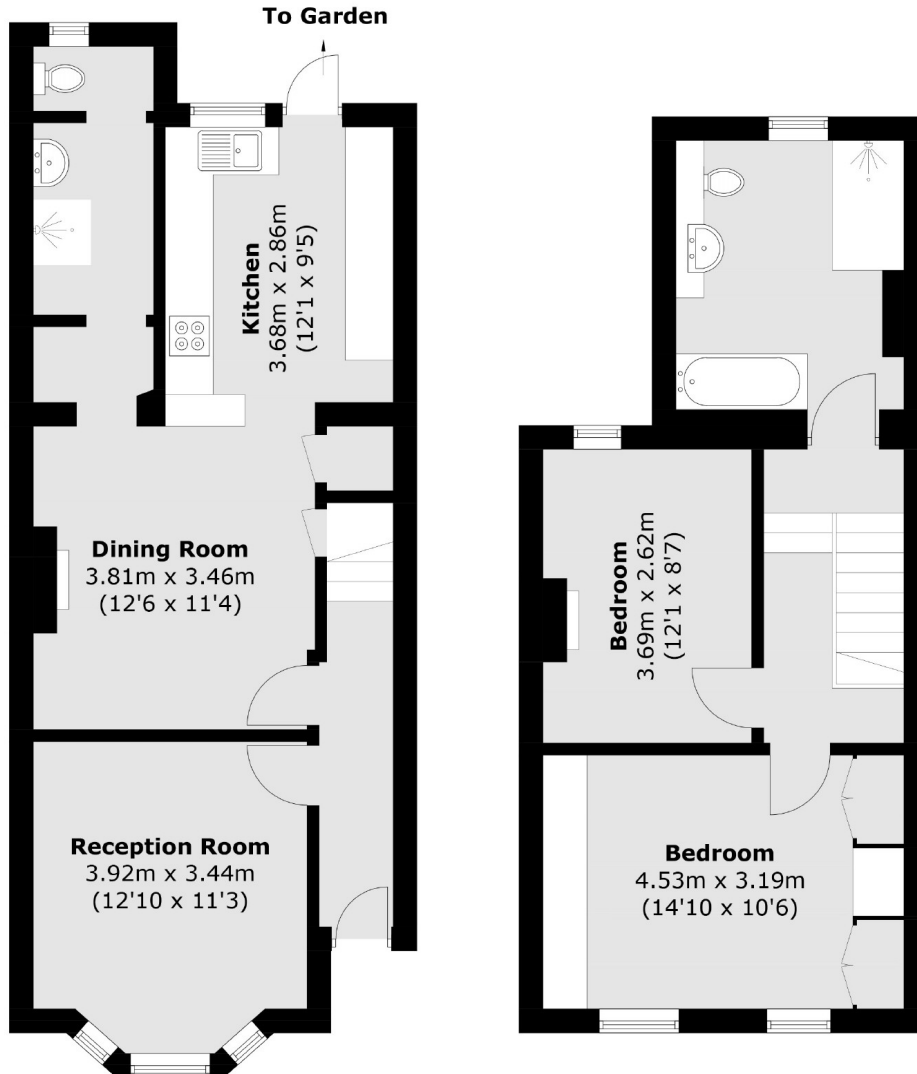 To Garden
Kitchen
3.68m x 2.86m
(12'1 x 9'5)
Dining Room
3.81m x 3.46m
(12'6 x 11'4)
Reception Room
3.92m x 3.44m
(12'10 x 11'3)
Bedroom
3.69m x 2.62m
(12'1 x 8'7)
Bedroom
4.53m x 3.19m
(14'10 x 10'6)